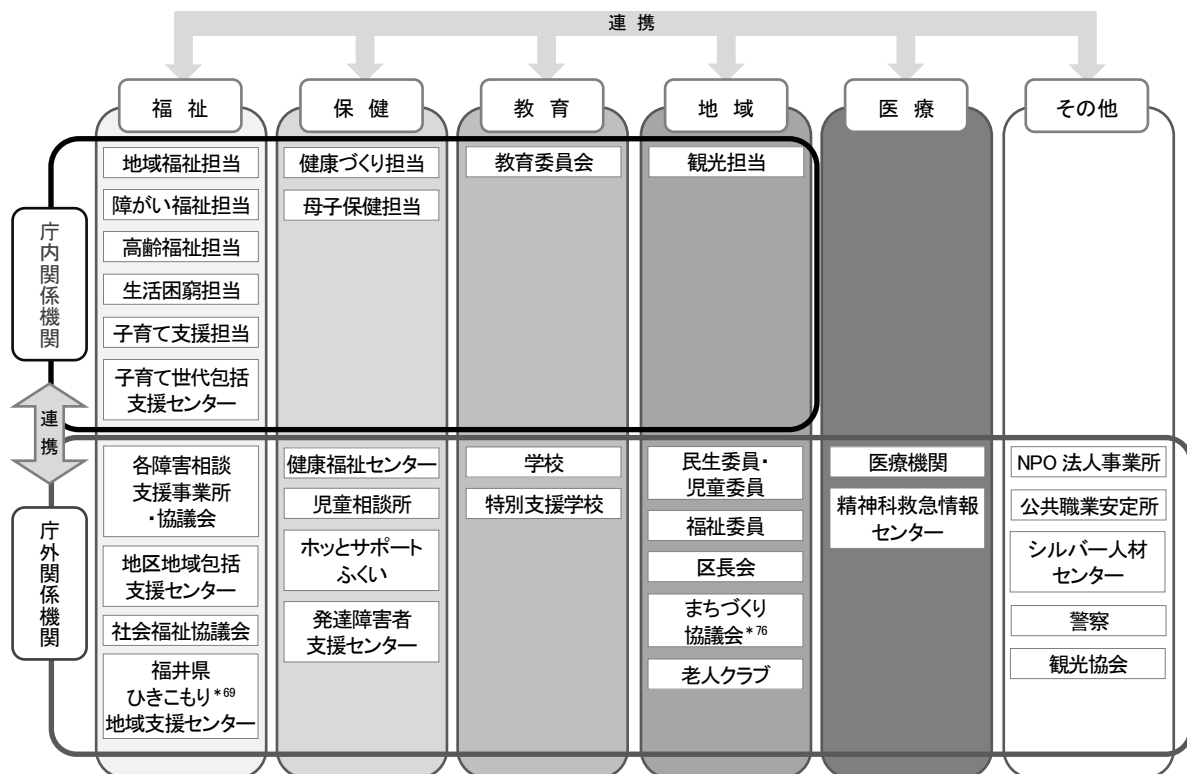 連 携
福 祉
保 健
教 育
地 域
医 療
その他
庁内関係機関
地域福祉担当
障がい福祉担当
高齢福祉担当
生活困窮担当
子育て支援担当
子育て世代包括
支援センター
健康づくり担当
母子保健担当
教育委員会
観光担当
連
携
庁外関係機関
各障害相談
支援事業所
・協議会
地区地域包括
支援センター
社会福祉協議会
福井県
ひきこもり*69
地域支援センター
健康福祉センター
児童相談所
ホッとサポート
ふくい
発達障害者
支援センター
学校
特別支援学校
民生委員・
児童委員
福祉委員
区長会
まちづくり
協議会*76
老人クラブ
医療機関
精神科救急情報
センター
NPO 法人事業所
公共職業安定所
シルバー人材
センター
警察
観光協会